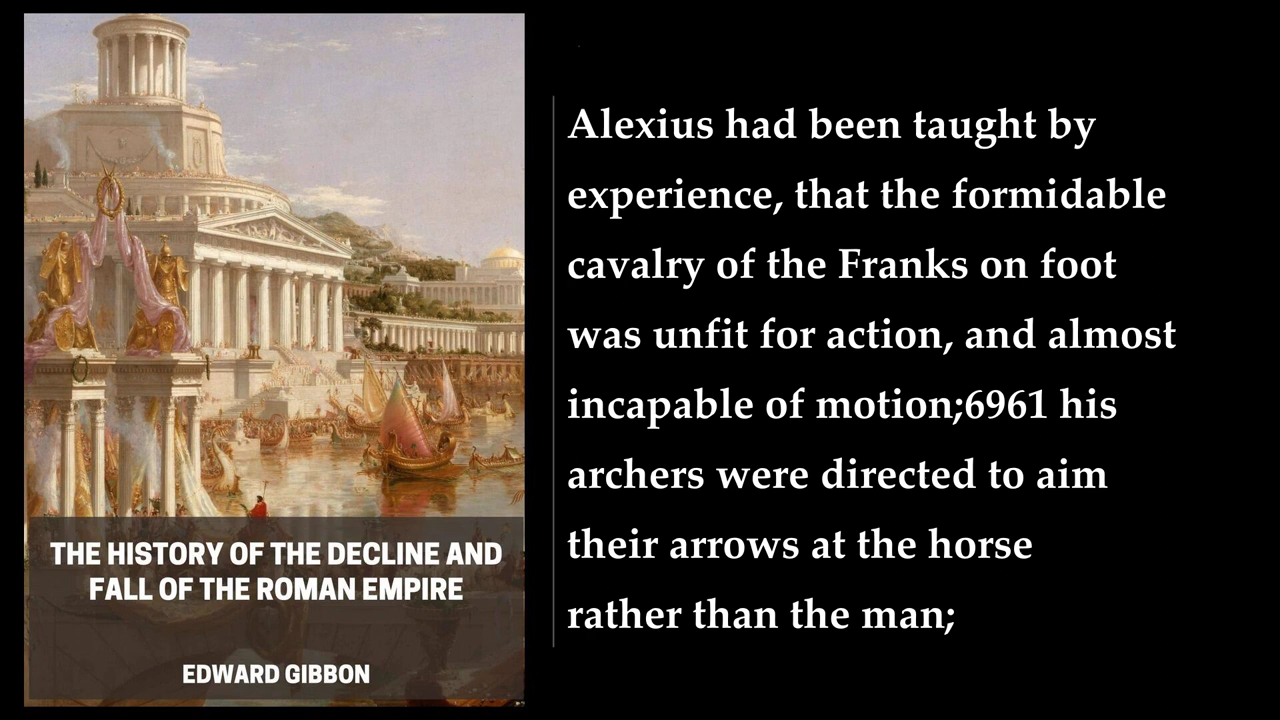 THE HISTORY OF THE DECLINE AND
FALL OF THE ROMAN EMPIRE
EDWARD GIBBON
Alexius had been taught by
experience, that the formidable
cavalry of the Franks on foot
was unfit for action, and almost
incapable of motion;6961 his
archers were directed to aim
their arrows at the horse
rather than the man;